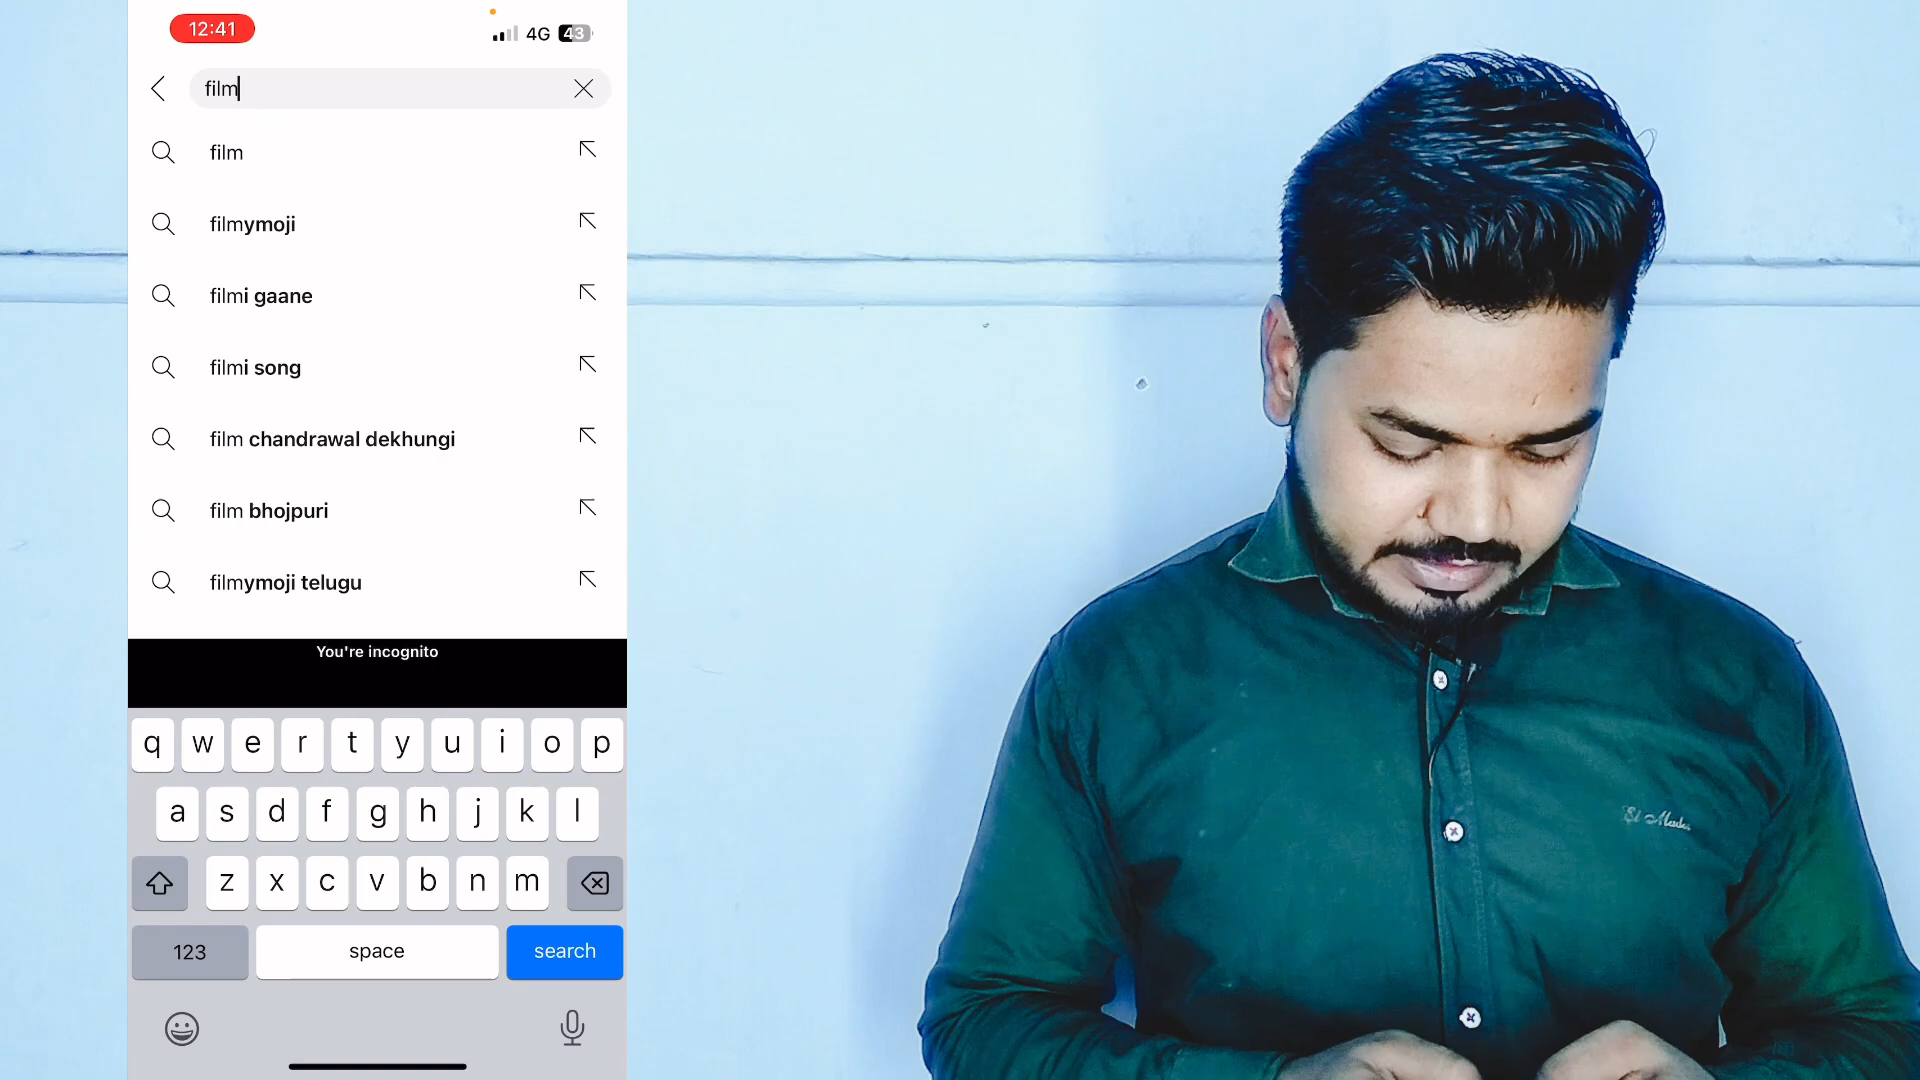 12:41
4G 43
film
film
filmymoji
filmi gaane
filmi song
film chandrawal dekhungi
film bhojpuri
filmymoji telugu
You're incognito
q w e r t y u i o p
a s d f g h j k l
z x c v b n m
123 space search